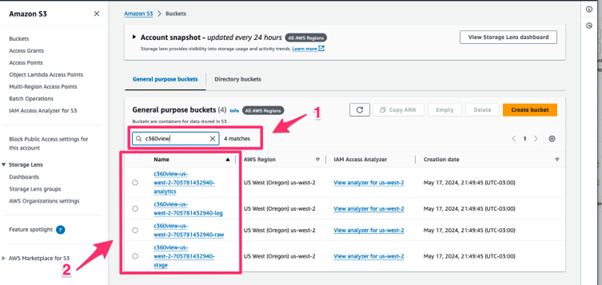 Amazon S3
Buckets
Access Grants
Access Points
Object Lambda Access Points
Multi-Region Access Points
Batch Operations
IAM Access Analyzer for S3
Block Public Access settings for
this account
Storage Lens
Dashboards
Storage Lens groups
AWS Organizations settings
Feature spotlight 7
AWS Marketplace for S3
Amazon S3 > Buckets
Account snapshot - updated every 24 hours All AWS Regions
Storage lens provides visibility into storage usage and activity trends. Learn more
View Storage Lens dashboard
General purpose buckets Directory buckets
General purpose buckets (4) Info All AWS Regions
Buckets are containers for data stored in S3.
Copy ARN Empty Delete Create bucket
c360view 4 matches
1
< 1 >
Name AWS Region IAM Access Analyzer Creation date
c360view-us-
west-2-705781432940-
analytics
US West (Oregon) us-west-2 View analyzer for us-west-2 May 17, 2024, 21:49:45 (UTC-03:00)
c360view-us-
west-2-705781432940-log
US West (Oregon) us-west-2 View analyzer for us-west-2 May 17, 2024, 21:49:45 (UTC-03:00)
c360view-us-
west-2-705781432940-raw
US West (Oregon) us-west-2 View analyzer for us-west-2 May 17, 2024, 21:49:45 (UTC-03:00)
c360view-us-
west-2-705781432940-
stage
US West (Oregon) us-west-2 View analyzer for us-west-2 May 17, 2024, 21:49:45 (UTC-03:00)
2